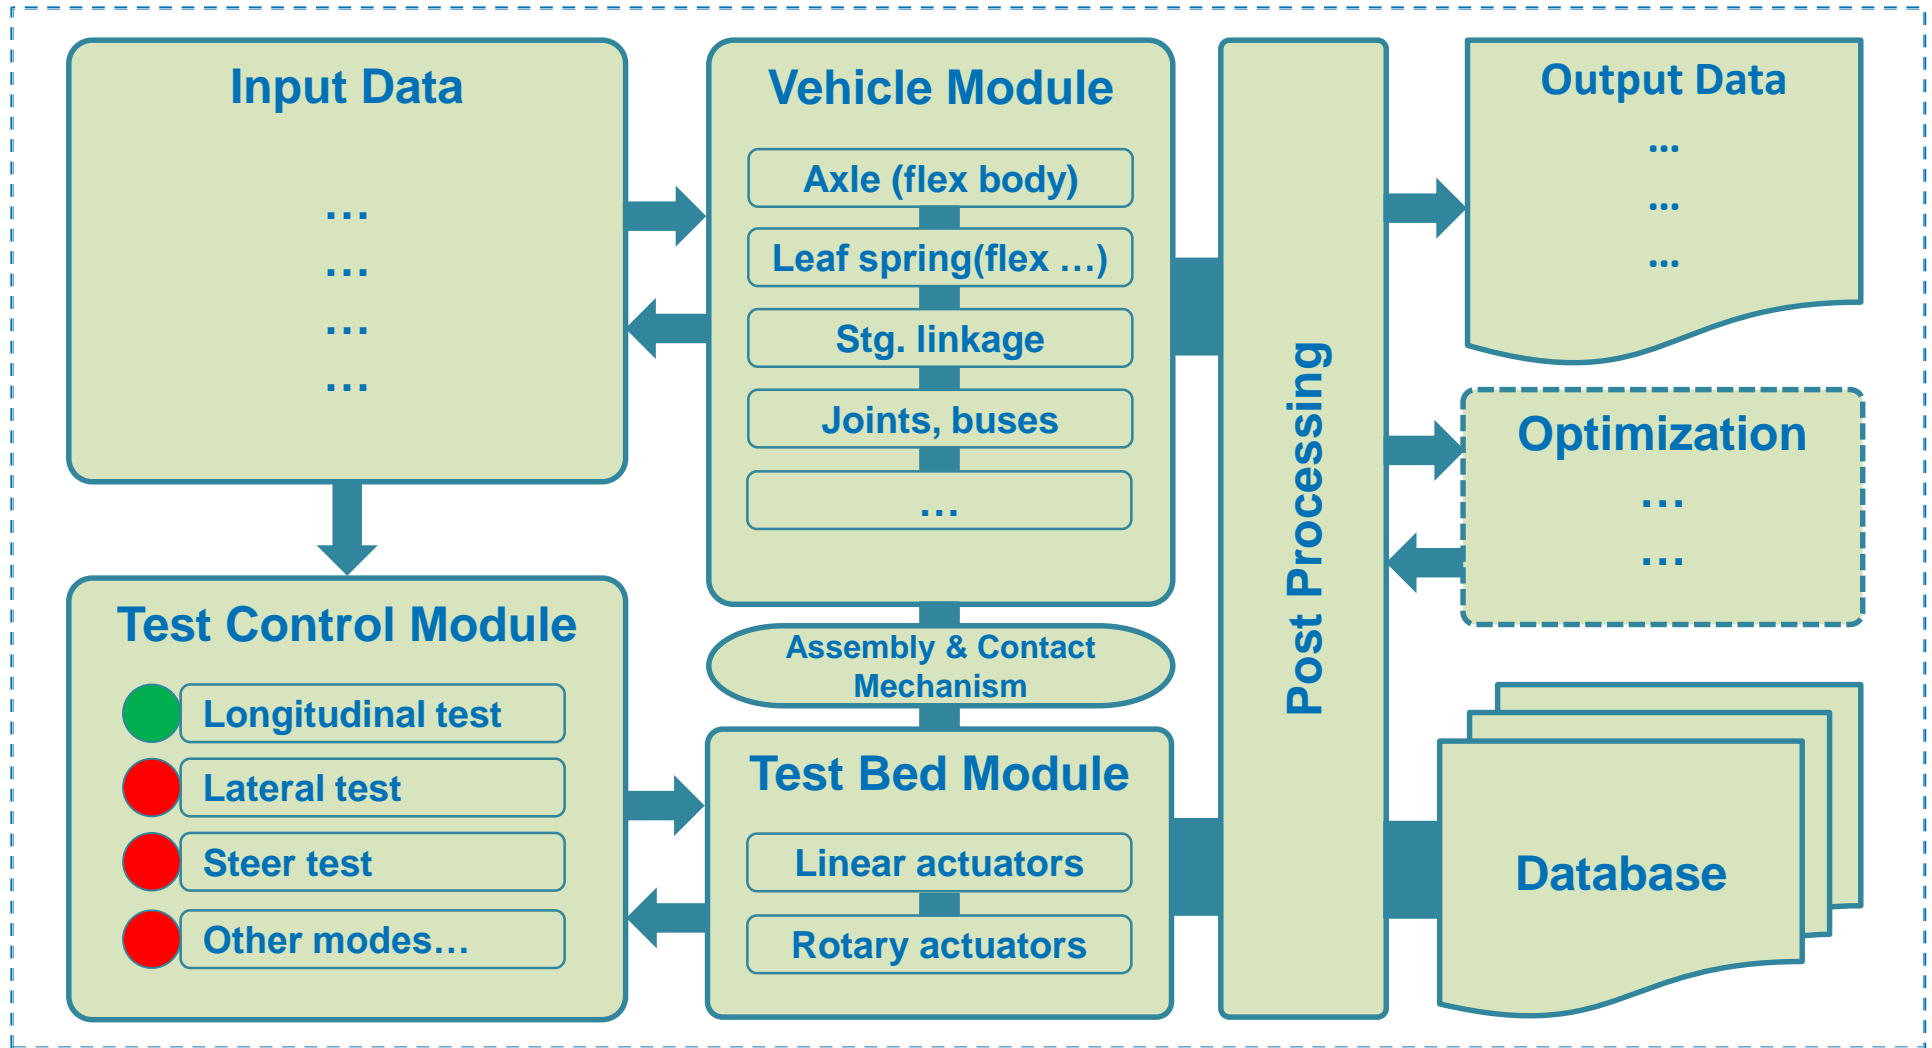 Input Data
…
…
…
…
Vehicle Module
Axle (flex body)
Leaf spring(flex …)
Stg. linkage
Joints, buses
…
Assembly & Contact
Mechanism
Test Control Module
Longitudinal test
Lateral test
Steer test
Other modes…
Test Bed Module
Linear actuators
Rotary actuators
Post Processing
Output Data
...
...
...
Optimization
…
…
Database